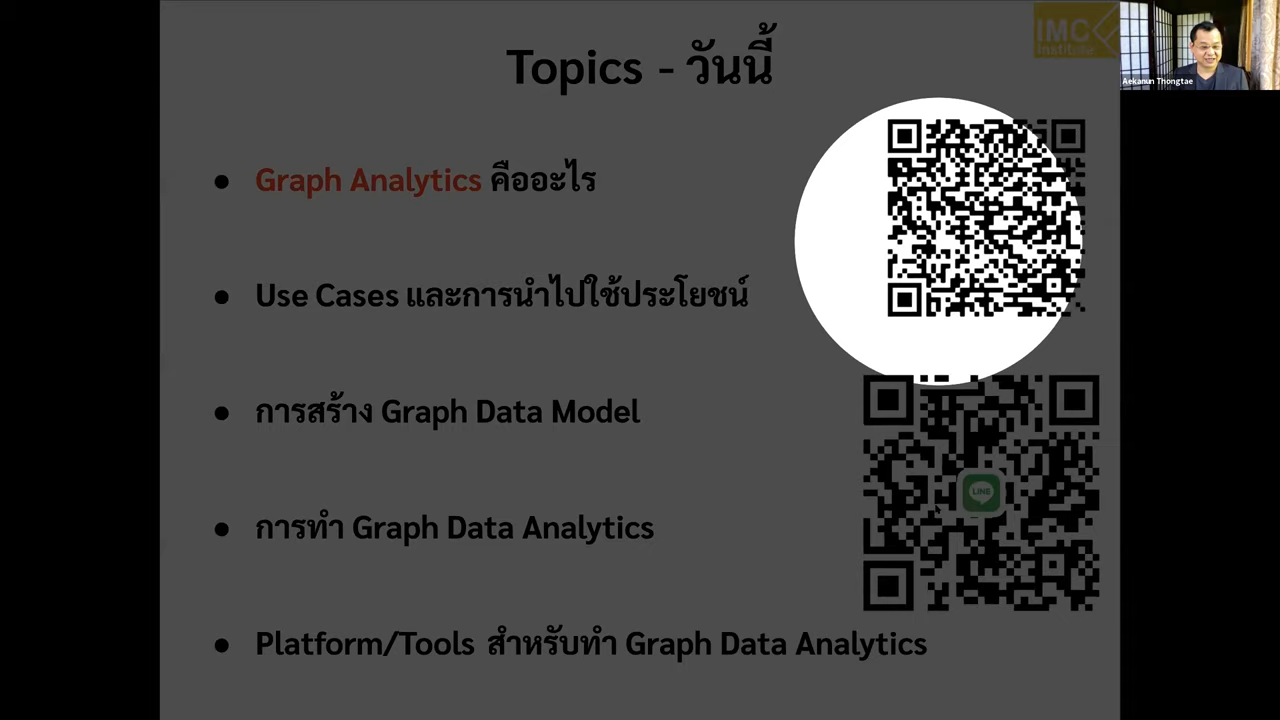 Topics - วันนี้
IMC
Institute
Aekanun Thongtae
• Graph Analytics คืออะไร
• Use Cases และการนำไปใช้ประโยชน์
• การสร้าง Graph Data Model
• การทำ Graph Data Analytics
LINE
• Platform/Tools สำหรับทำ Graph Data Analytics